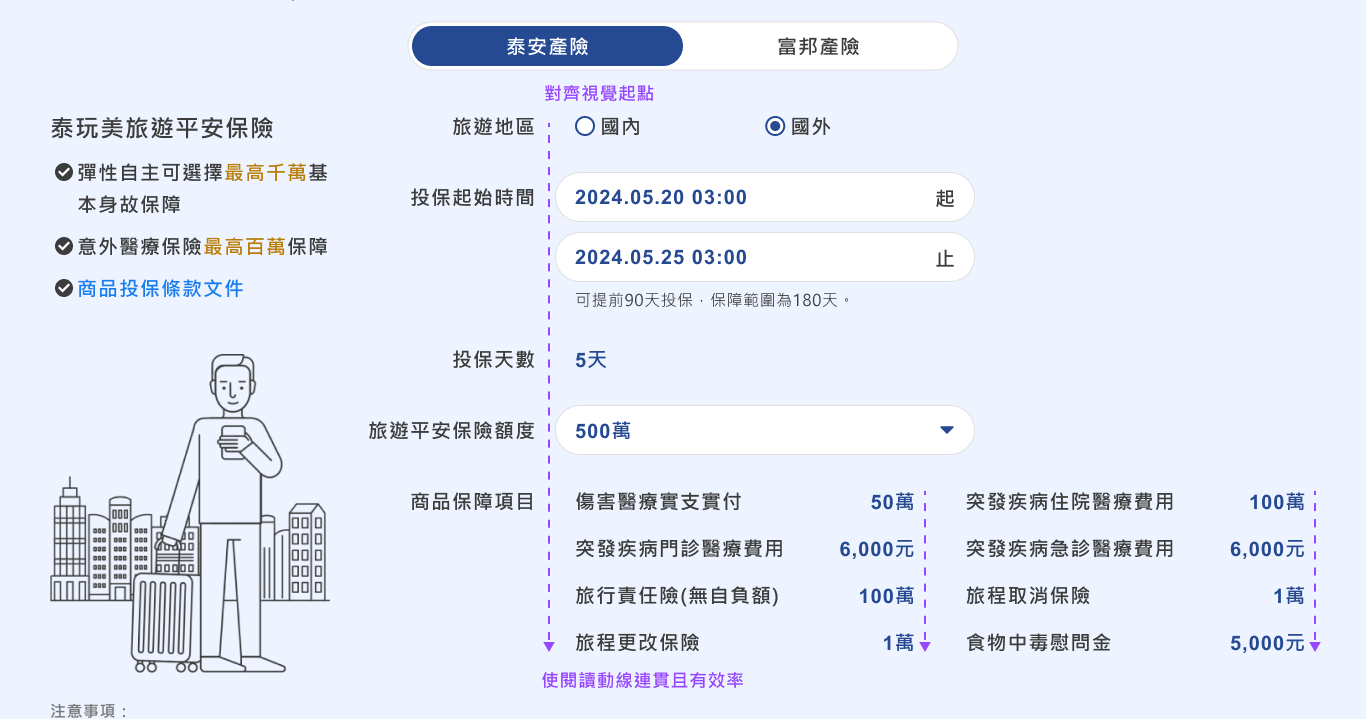 泰安產險 富邦產險
對齊視覺起點
泰玩美旅遊平安保險
彈性自主可選擇最高千萬基
本身故保障
意外醫療保險最高百萬保障
商品投保條款文件
旅遊地區 國內 國外
投保起始時間 2024.05.20 03:00 起
2024.05.25 03:00 止
可提前90天投保，保障範圍為180天。
投保天數 5天
旅遊平安保險額度 500萬
商品保障項目 傷害醫療實支實付 50萬 突發疾病住院醫療費用 100萬
突發疾病門診醫療費用 6,000元 突發疾病急診醫療費用 6,000元
旅行責任險(無自負額) 100萬 旅程取消保險 1萬
旅程更改保險 1萬 食物中毒慰問金 5,000元
使閱讀動線連貫且有效率
注意事項：